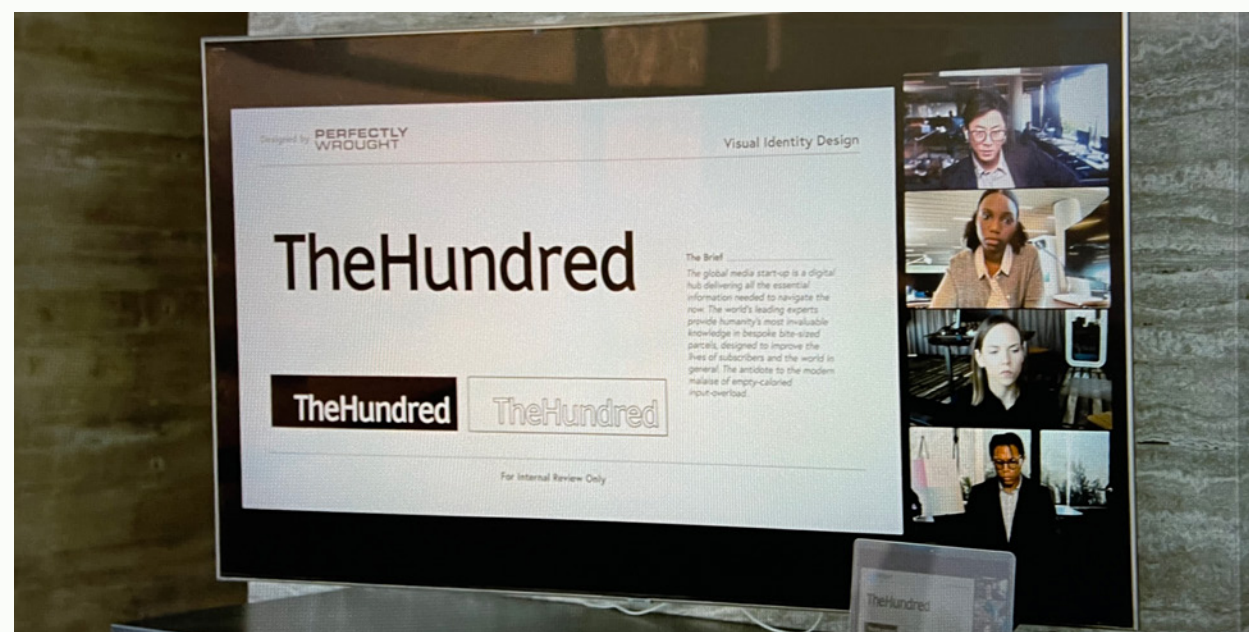 Designed by PERFECTLY
WROUGHT
Visual Identity Design
TheHundred
The Brief
The global media start-up is a digital
hub delivering all the essential
information needed to navigate the
now. The world's leading experts
provide humanity's most invaluable
knowledge in bespoke bite-sized
parcels, designed to improve the
lives of subscribers and the world in
general. The antidote to the modern
malaise of empty-caloried
input-overload.
TheHundred
TheHundred
For Internal Review Only
TheHundred